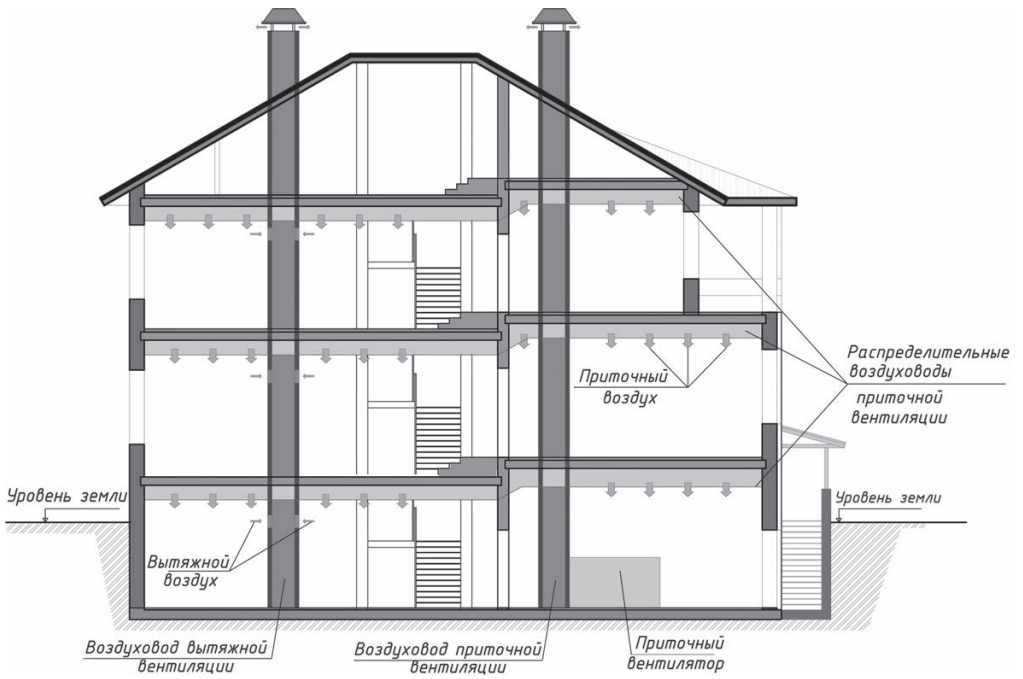 Распределительные
воздуховоды
приточной
вентиляции
Приточный
воздух
Уровень земли
Уровень земли
Вытяжной
воздух
Воздуховод вытяжной
вентиляции
Воздуховод приточной
вентиляции
Приточный
вентилятор